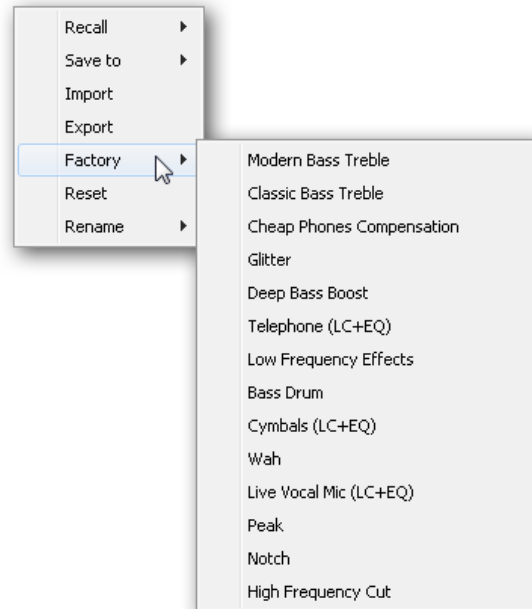 Recall
Save to
Import
Export
Factory
Reset
Rename
Modern Bass Treble
Classic Bass Treble
Cheap Phones Compensation
Glitter
Deep Bass Boost
Telephone (LC+EQ)
Low Frequency Effects
Bass Drum
Cymbals (LC+EQ)
Wah
Live Vocal Mic (LC+EQ)
Peak
Notch
High Frequency Cut